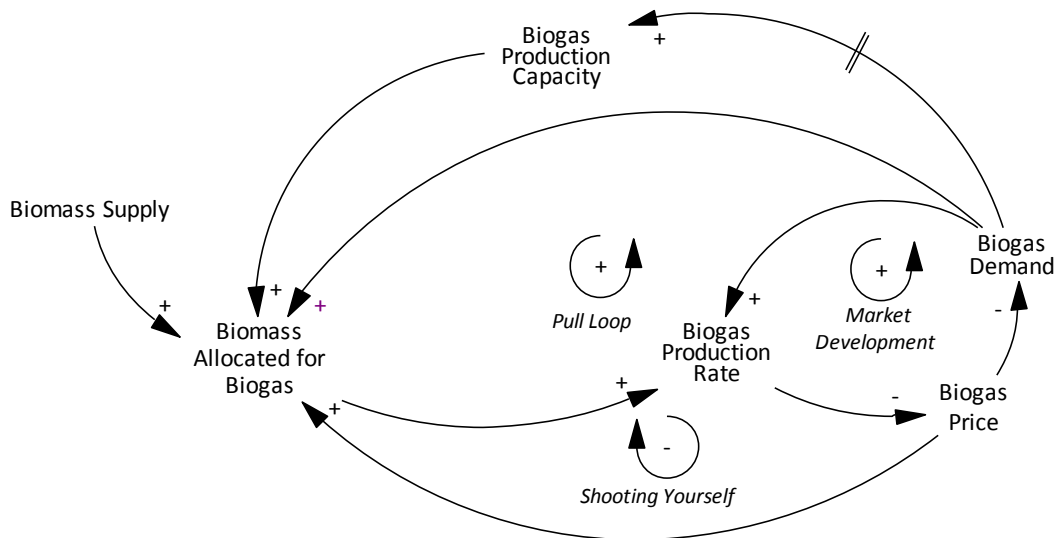 Biogas
Production
Capacity
+
Biomass Supply
+
+
+
Biomass
Allocated for
Biogas
+
+
Pull Loop
+
Biogas
Production
Rate
+
+
Market
Development
Biogas
Demand
-
-
Biogas
Price
+
-
Shooting Yourself